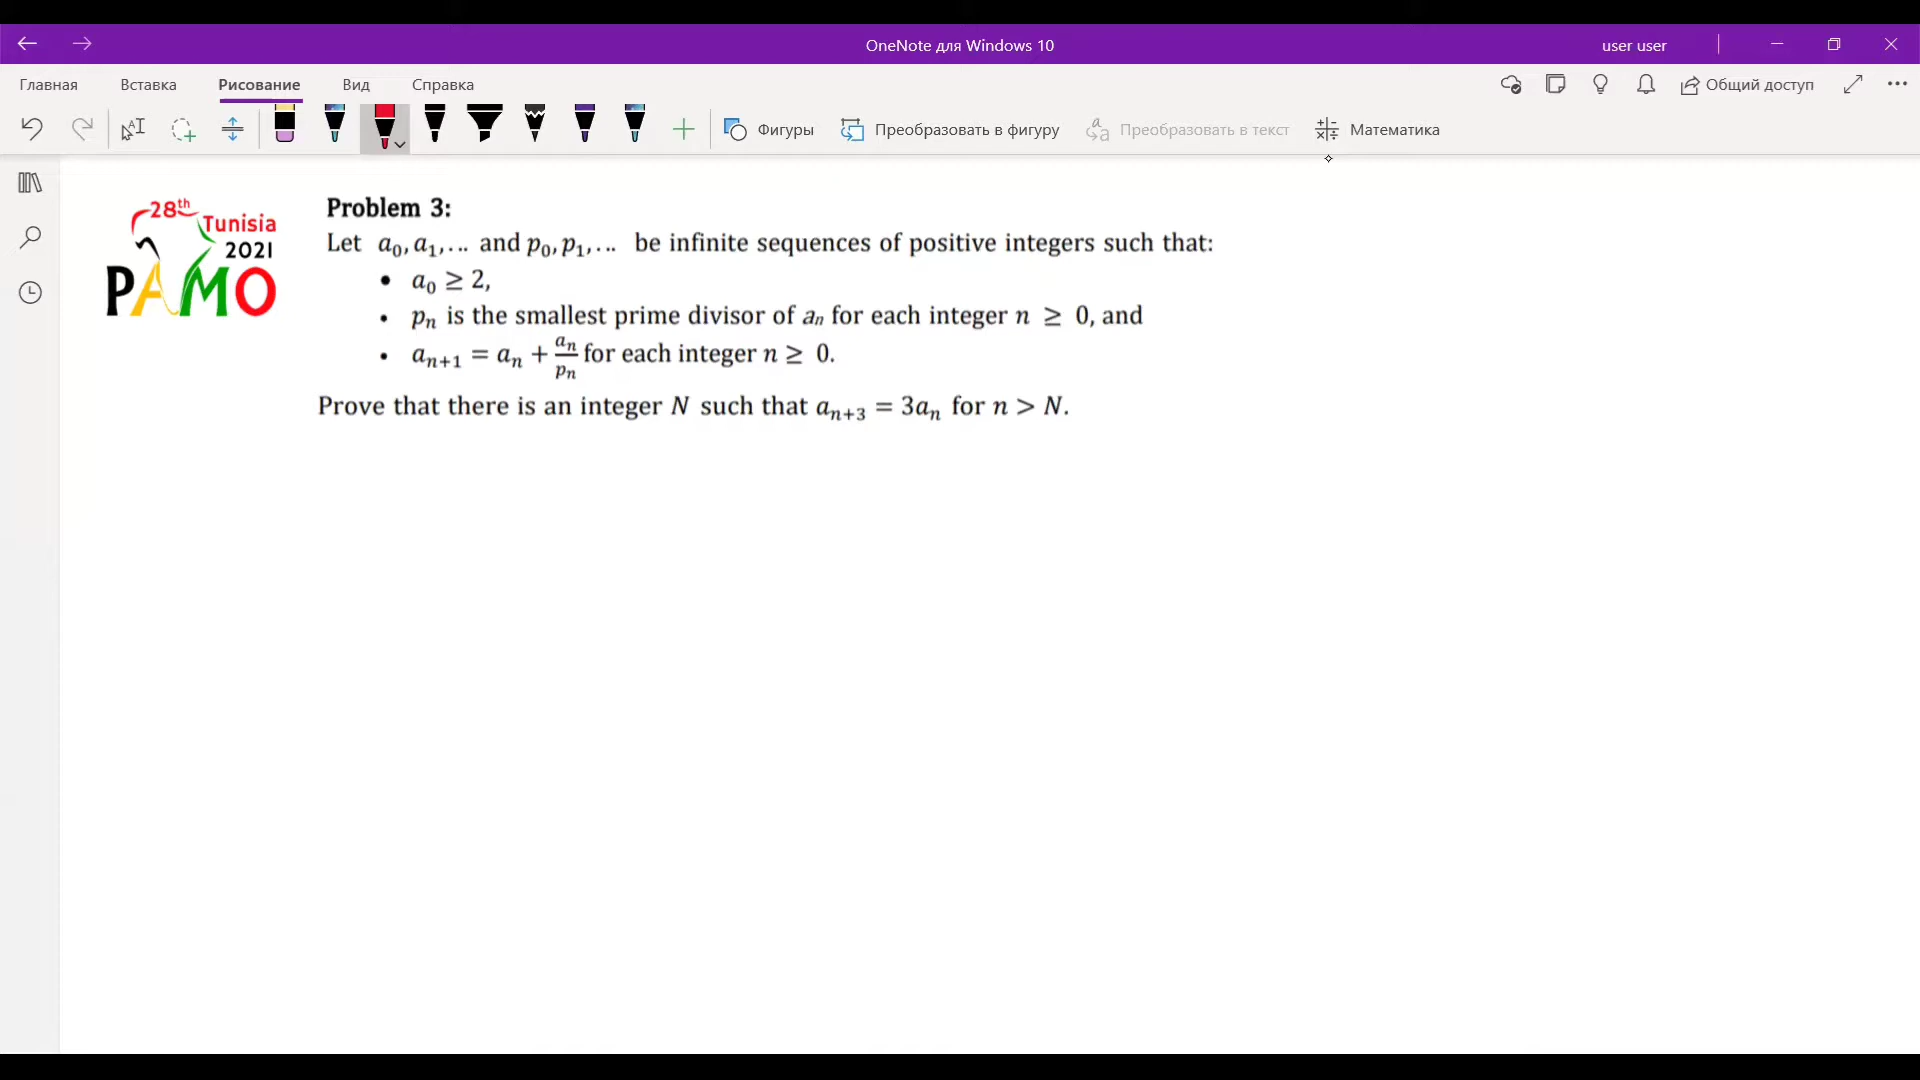 OneNote для Windows 10
user user
Главная Вставка Рисование Вид Справка
Общий доступ
Фигуры Преобразовать в фигуру Преобразовать в текст Математика
28th
Tunisia
2021
PAMO
Problem 3:
Let a₀, a₁, … and p₀, p₁, … be infinite sequences of positive integers such that:
• a₀ ≥ 2,
• pₙ is the smallest prime divisor of aₙ for each integer n ≥ 0, and
• aₙ₊₁ = aₙ + aₙ/pₙ for each integer n ≥ 0.
Prove that there is an integer N such that aₙ₊₃ = 3aₙ for n > N.